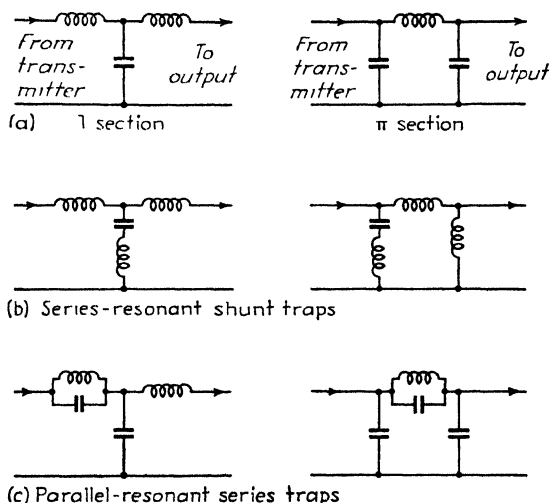 From
trans-
mitter
To
output
From
trans-
mitter
To
output
(a) 1 section
π section
(b) Series-resonant shunt traps
(c) Parallel-resonant series traps